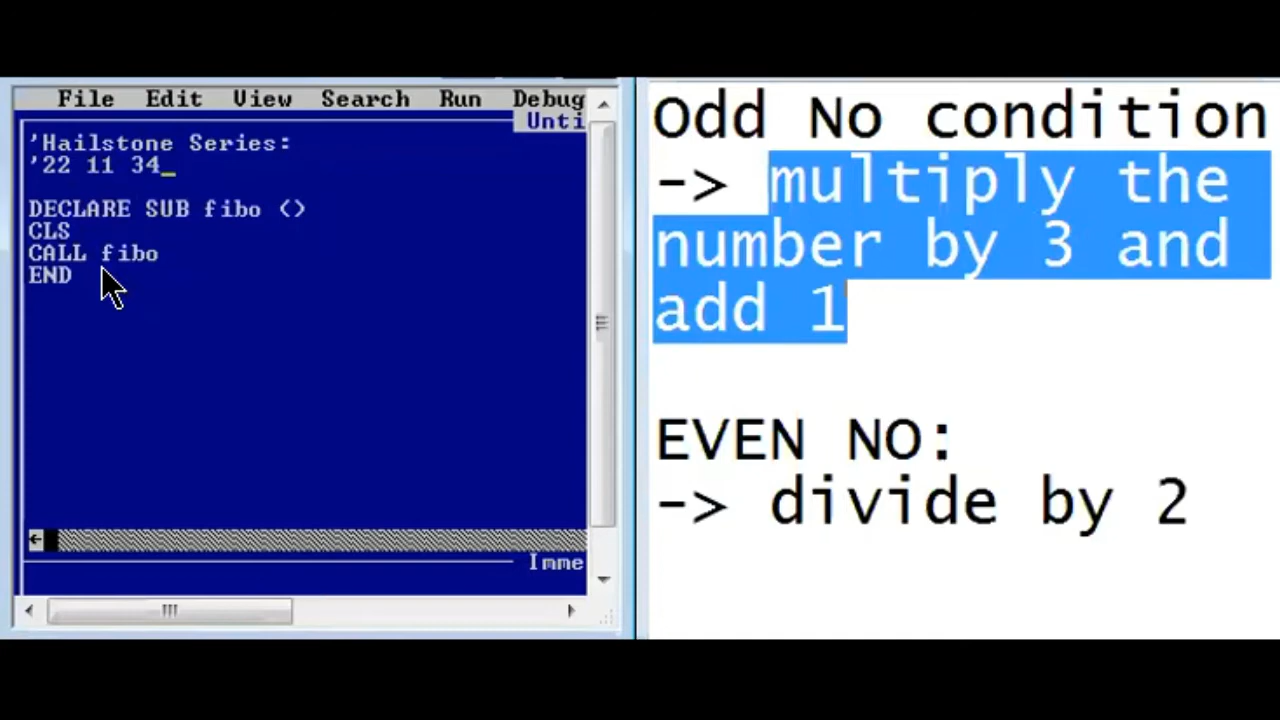 File Edit View Search Run Debug
Unti
'Hailstone Series:
'22 11 34_
DECLARE SUB fibo ()
CLS
CALL fibo
END
Imme
Odd No condition
-> multiply the
number by 3 and
add 1
EVEN NO:
-> divide by 2